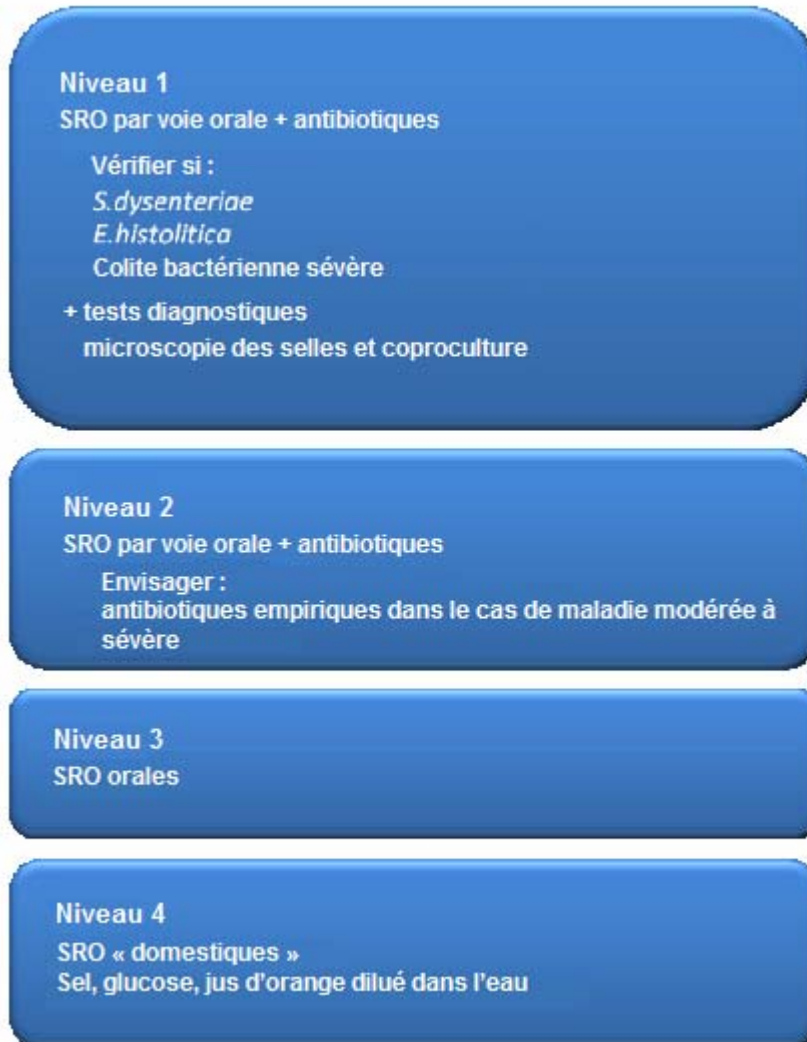 Niveau 1
SRO par voie orale + antibiotiques
Vérifier si :
S.dysenteriae
E.histolitica
Colite bactérienne sévère
+ tests diagnostiques
microscopie des selles et coproculture
Niveau 2
SRO par voie orale + antibiotiques
Envisager :
antibiotiques empiriques dans le cas de maladie modérée à
sévère
Niveau 3
SRO orales
Niveau 4
SRO « domestiques »
Sel, glucose, jus d'orange dilué dans l'eau